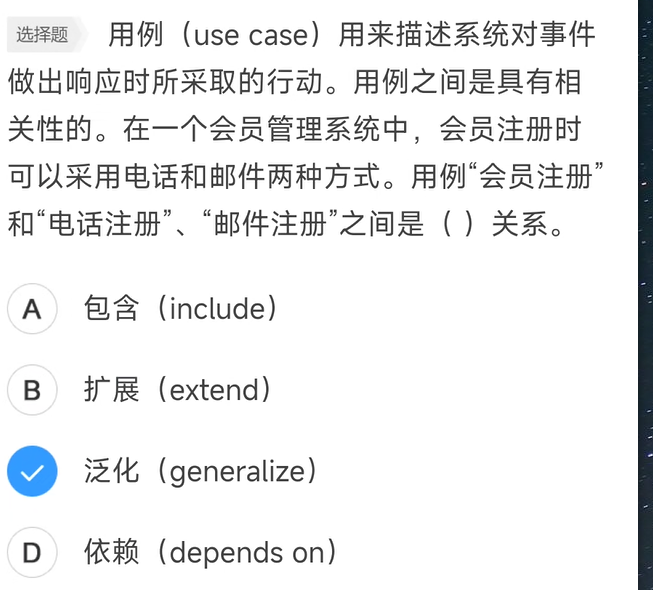 选择题 用例（use case）用来描述系统对事件
做出响应时所采取的行动。用例之间是具有相
关性的。在一个会员管理系统中，会员注册时
可以采用电话和邮件两种方式。用例“会员注册”
和“电话注册”、“邮件注册”之间是（ ）关系。
A 包含（include）
B 扩展（extend）
泛化（generalize）
D 依赖（depends on）